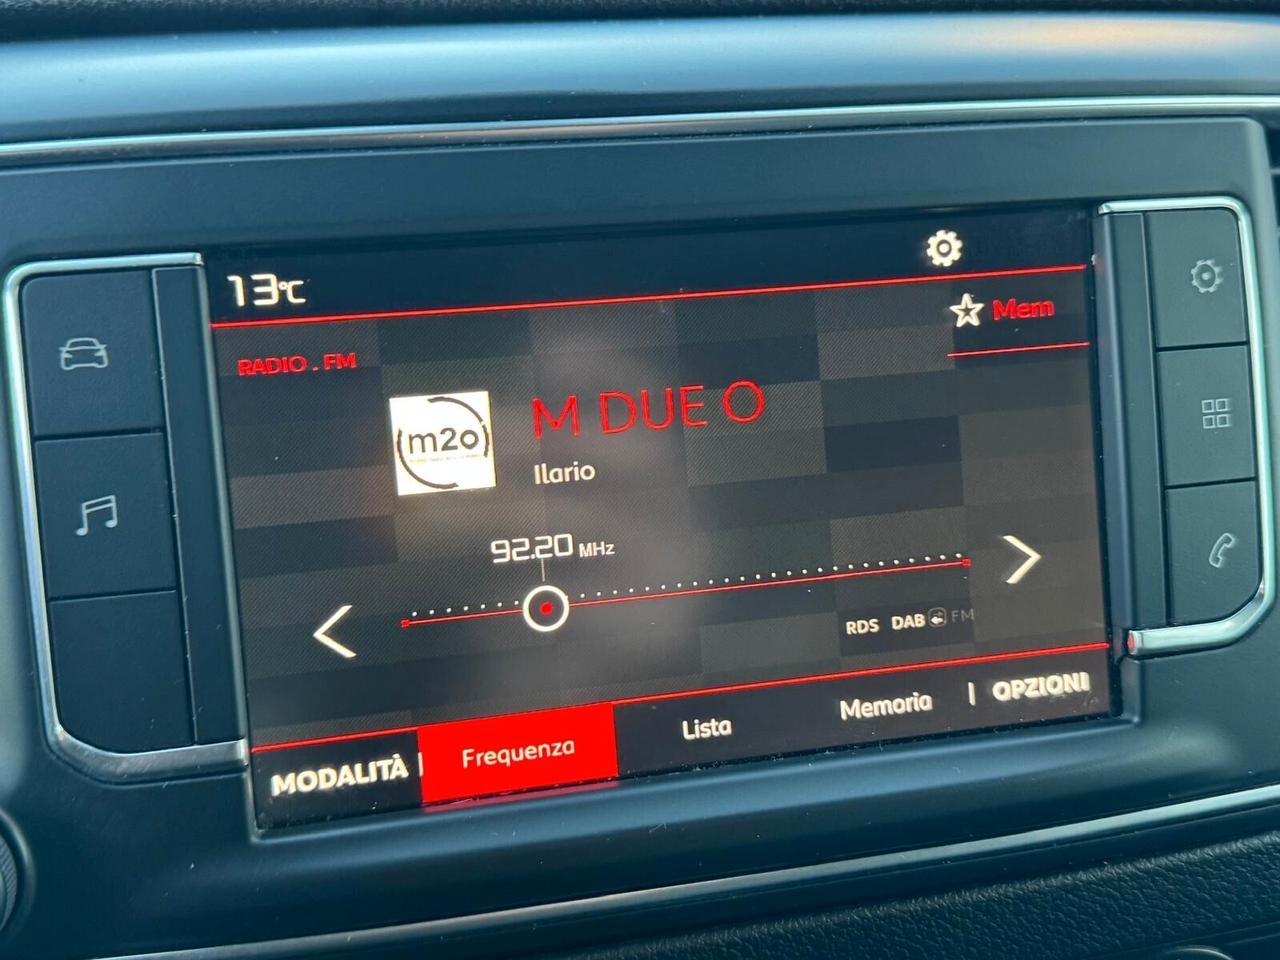 13°C
Mem
RADIO . FM
m2o
M DUE O
Ilario
92.20 MHz
RDS DAB FM
MODALITÀ Frequenza Lista Memoria OPZIONI